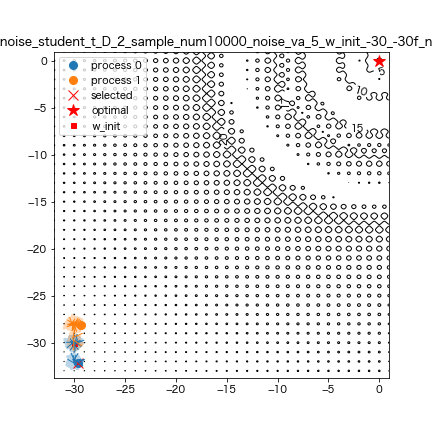 noise_student_t_D_2_sample_num10000_noise_va_5_w_init_-30_-30f_n
process 0
process 1
selected
optimal
w_init
0
−5
−10
−15
−20
−25
−30
10
15
−30
−25
−20
−15
−10
−5
0